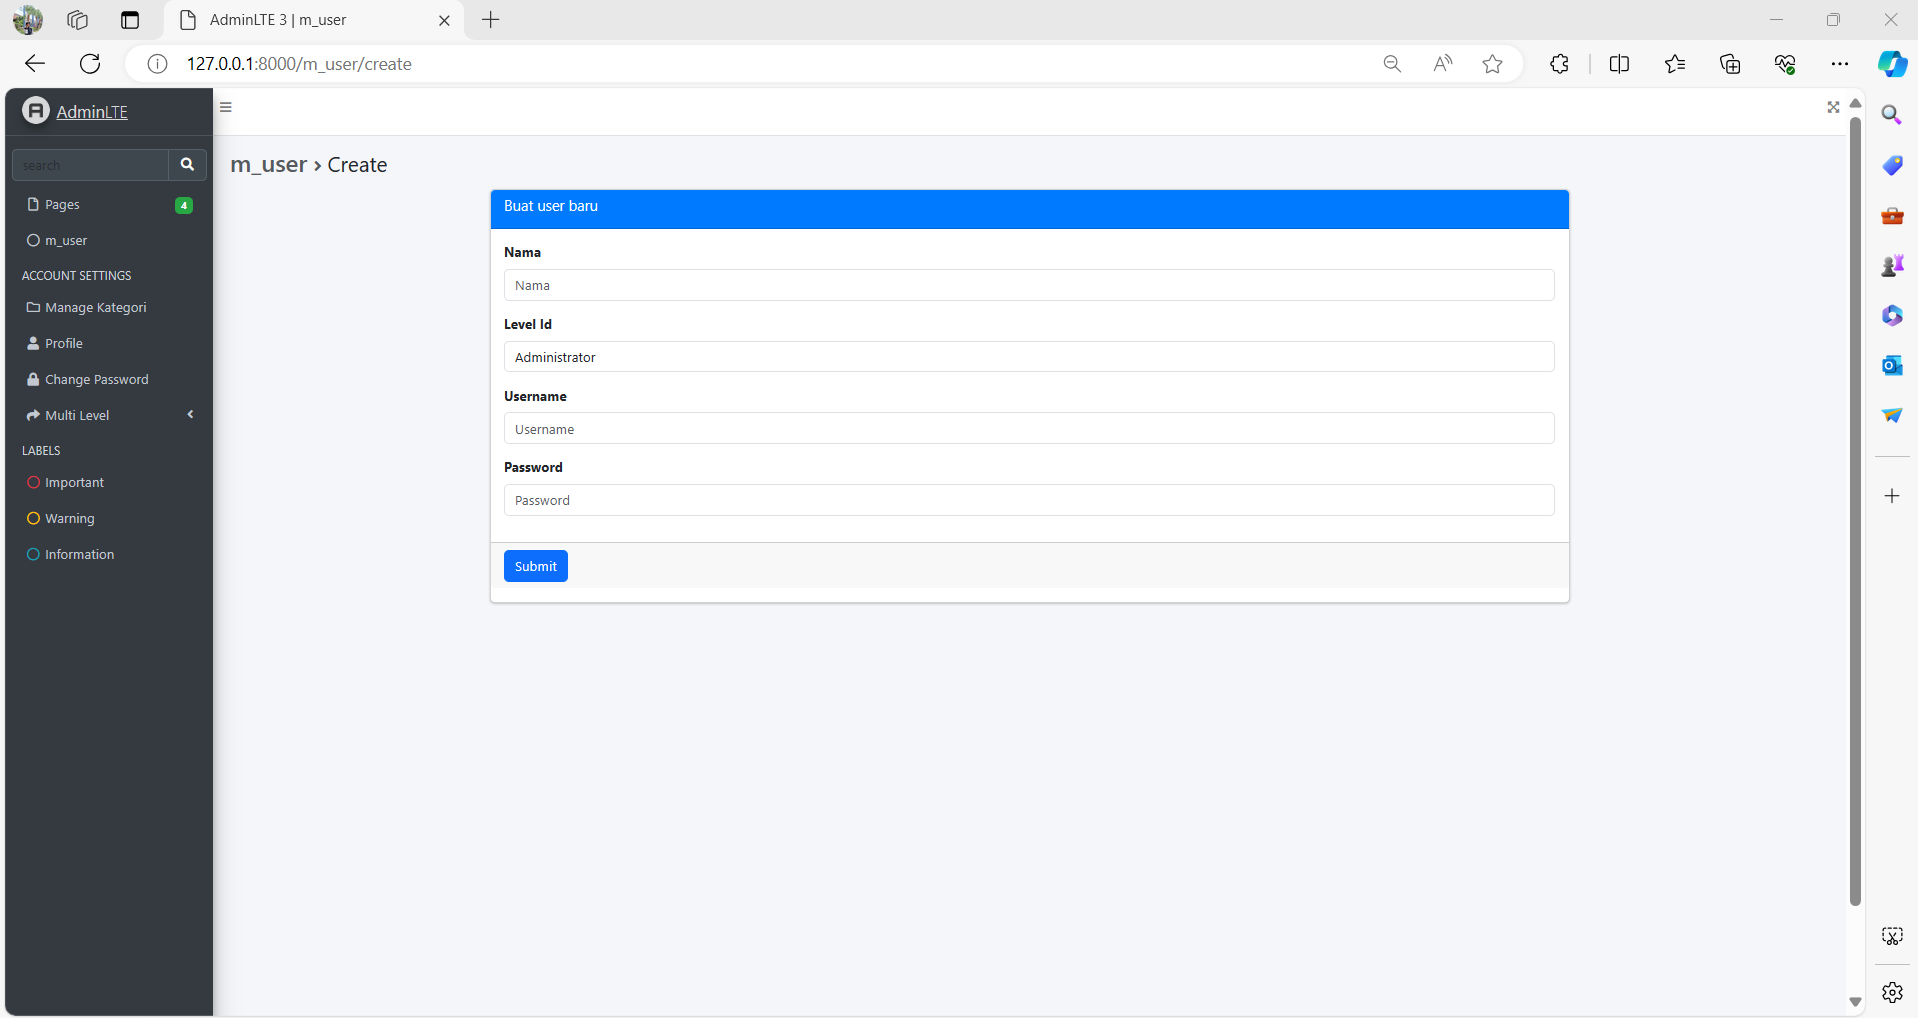 AdminLTE 3 | m_user
127.0.0.1:8000/m_user/create
AdminLTE
search
Pages
4
m_user
ACCOUNT SETTINGS
Manage Kategori
Profile
Change Password
Multi Level
LABELS
Important
Warning
Information
m_user › Create
Buat user baru
Nama
Nama
Level Id
Administrator
Username
Username
Password
Password
Submit